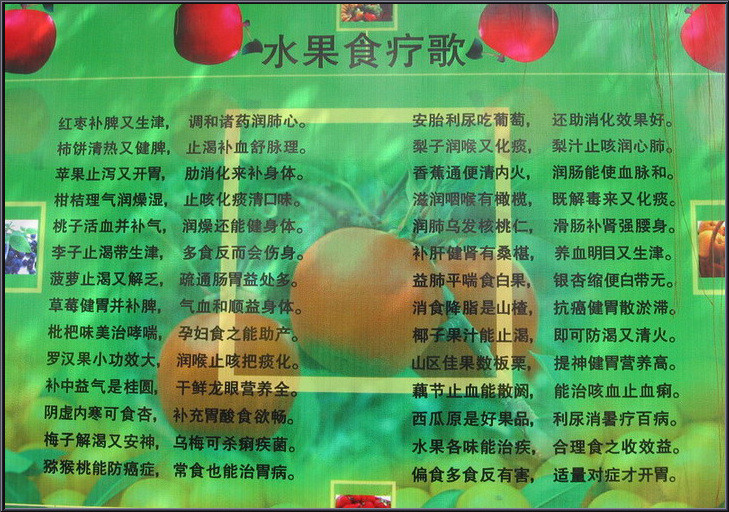 水果食疗歌
红枣补脾又生津， 调和诸药润肺心。
柿饼清热又健脾， 止渴补血舒脉理。
苹果止泻又开胃， 肋消化来补身体。
柑桔理气润燥湿， 止咳化痰清口味。
桃子活血并补气， 润燥还能健身体。
李子止渴带生津， 多食反而会伤身。
菠萝止渴又解乏， 疏通肠胃益处多。
草莓健胃并补脾， 气血和顺益身体。
枇杷味美治哮喘， 孕妇食之能助产。
罗汉果小功效大， 润喉止咳把痰化。
补中益气是桂圆， 干鲜龙眼营养全。
阴虚内寒可食杏， 补充胃酸食欲畅。
梅子解渴又安神， 乌梅可杀痢疾菌。
猕猴桃能防癌症， 常食也能治胃病。
安胎利尿吃葡萄， 还助消化效果好。
梨子润喉又化痰， 梨汁止咳润心肺。
香蕉通便清内火， 润肠能使血脉和。
滋润咽喉有橄榄， 既解毒来又化痰。
润肺乌发核桃仁， 滑肠补肾强腰身。
补肝健肾有桑椹， 养血明目又生津。
益肺平喘食白果， 银杏缩便白带无。
消食降脂是山楂， 抗癌健胃散淤滞。
椰子果汁能止渴， 即可防渴又清火。
山区佳果数板栗， 提神健胃营养高。
藕节止血能散阏， 能治咳血止血痢。
西瓜原是好果品， 利尿消暑疗百病。
水果各味能治疾， 合理食之收效益。
偏食多食反有害， 适量对症才开胃。